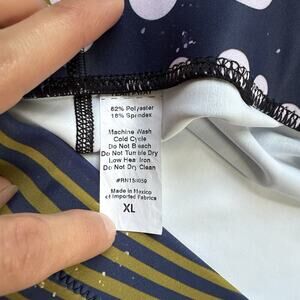 82% Polyester
18% Spandex
Machine Wash
Cold Cycle
Do Not Bleach
Do Not Tumble Dry
Low Heat Iron
Do Not Dry Clean
Made in Mexico
of Imported Fabrics
XL